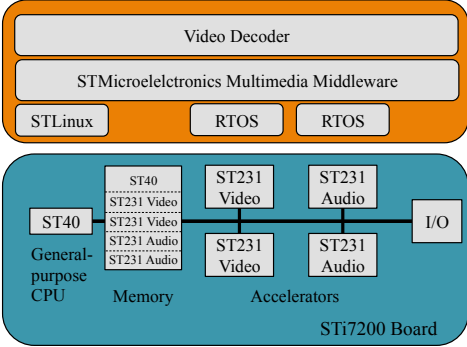 Video Decoder
STMicroelelctronics Multimedia Middleware
STLinux
RTOS
RTOS
ST40
General-
purpose
CPU
ST40
ST231 Video
ST231 Video
ST231 Audio
ST231 Audio
Memory
ST231
Video
ST231
Audio
ST231
Video
ST231
Audio
Accelerators
I/O
STi7200 Board